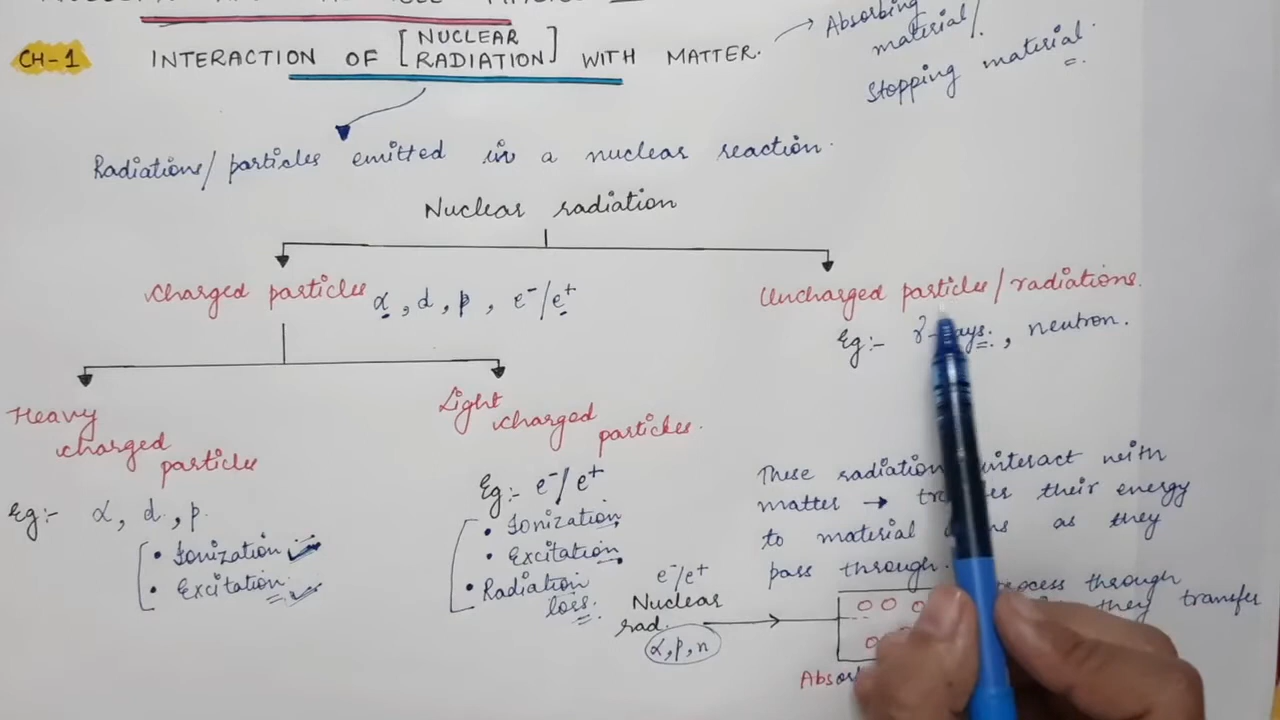 CH-1 INTERACTION OF [NUCLEAR RADIATION] WITH MATTER.
Absorbing
material/
Stopping material.
Radiations/particles emitted in a nuclear reaction.
Nuclear radiation
Charged particles α, d, p, e⁻/e⁺
Uncharged particles/radiations.
Eg:- γ-rays., neutron.
Heavy
charged
particles
Eg:- α, d, p.
• Ionization
• Excitation
Light
charged
particles.
Eg:- e⁻/e⁺
• Ionization
• Excitation
• Radiation
loss.
These radiation interact with
matter → their energy
to material as they
pass through.
process through
they transfer
e⁻/e⁺
Nuclear
rad.
α, p, n